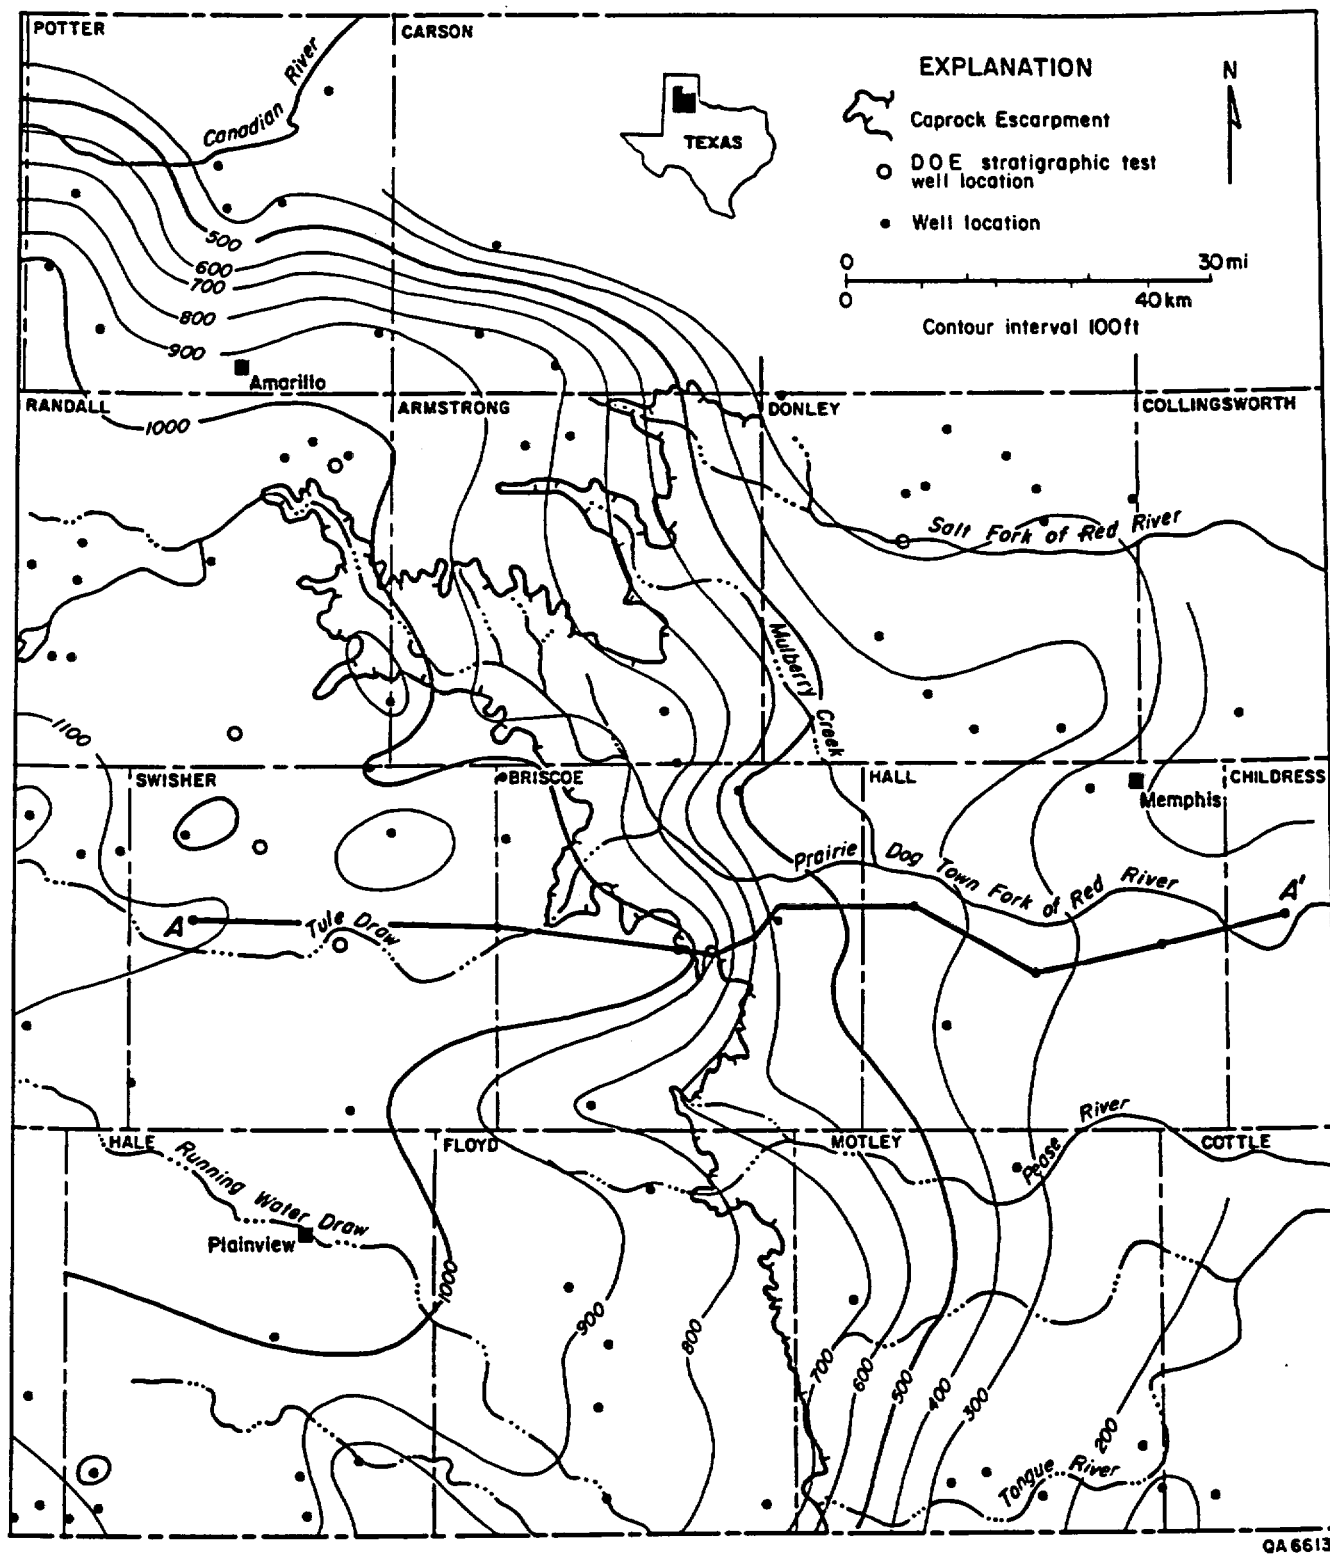 POTTER
CARSON
Canadian River
EXPLANATION
N
Caprock Escarpment
TEXAS
DOE stratigraphic test
well location
Well location
0 30 mi
0 40 km
Contour interval 100ft
500
600
700
800
900
Amarillo
RANDALL
ARMSTRONG
DONLEY
COLLINGSWORTH
1000
Salt Fork of Red River
Mulberry Creek
1100
SWISHER
BRISCOE
HALL
CHILDRESS
Memphis
Prairie Dog Town Fork of Red River
A
A'
Tule Draw
HALE
FLOYD
MOTLEY
COTTLE
Pease River
Running Water Draw
Plainview
1000
900
800
700
600
500
400
300
200
Tongue River
QA6613